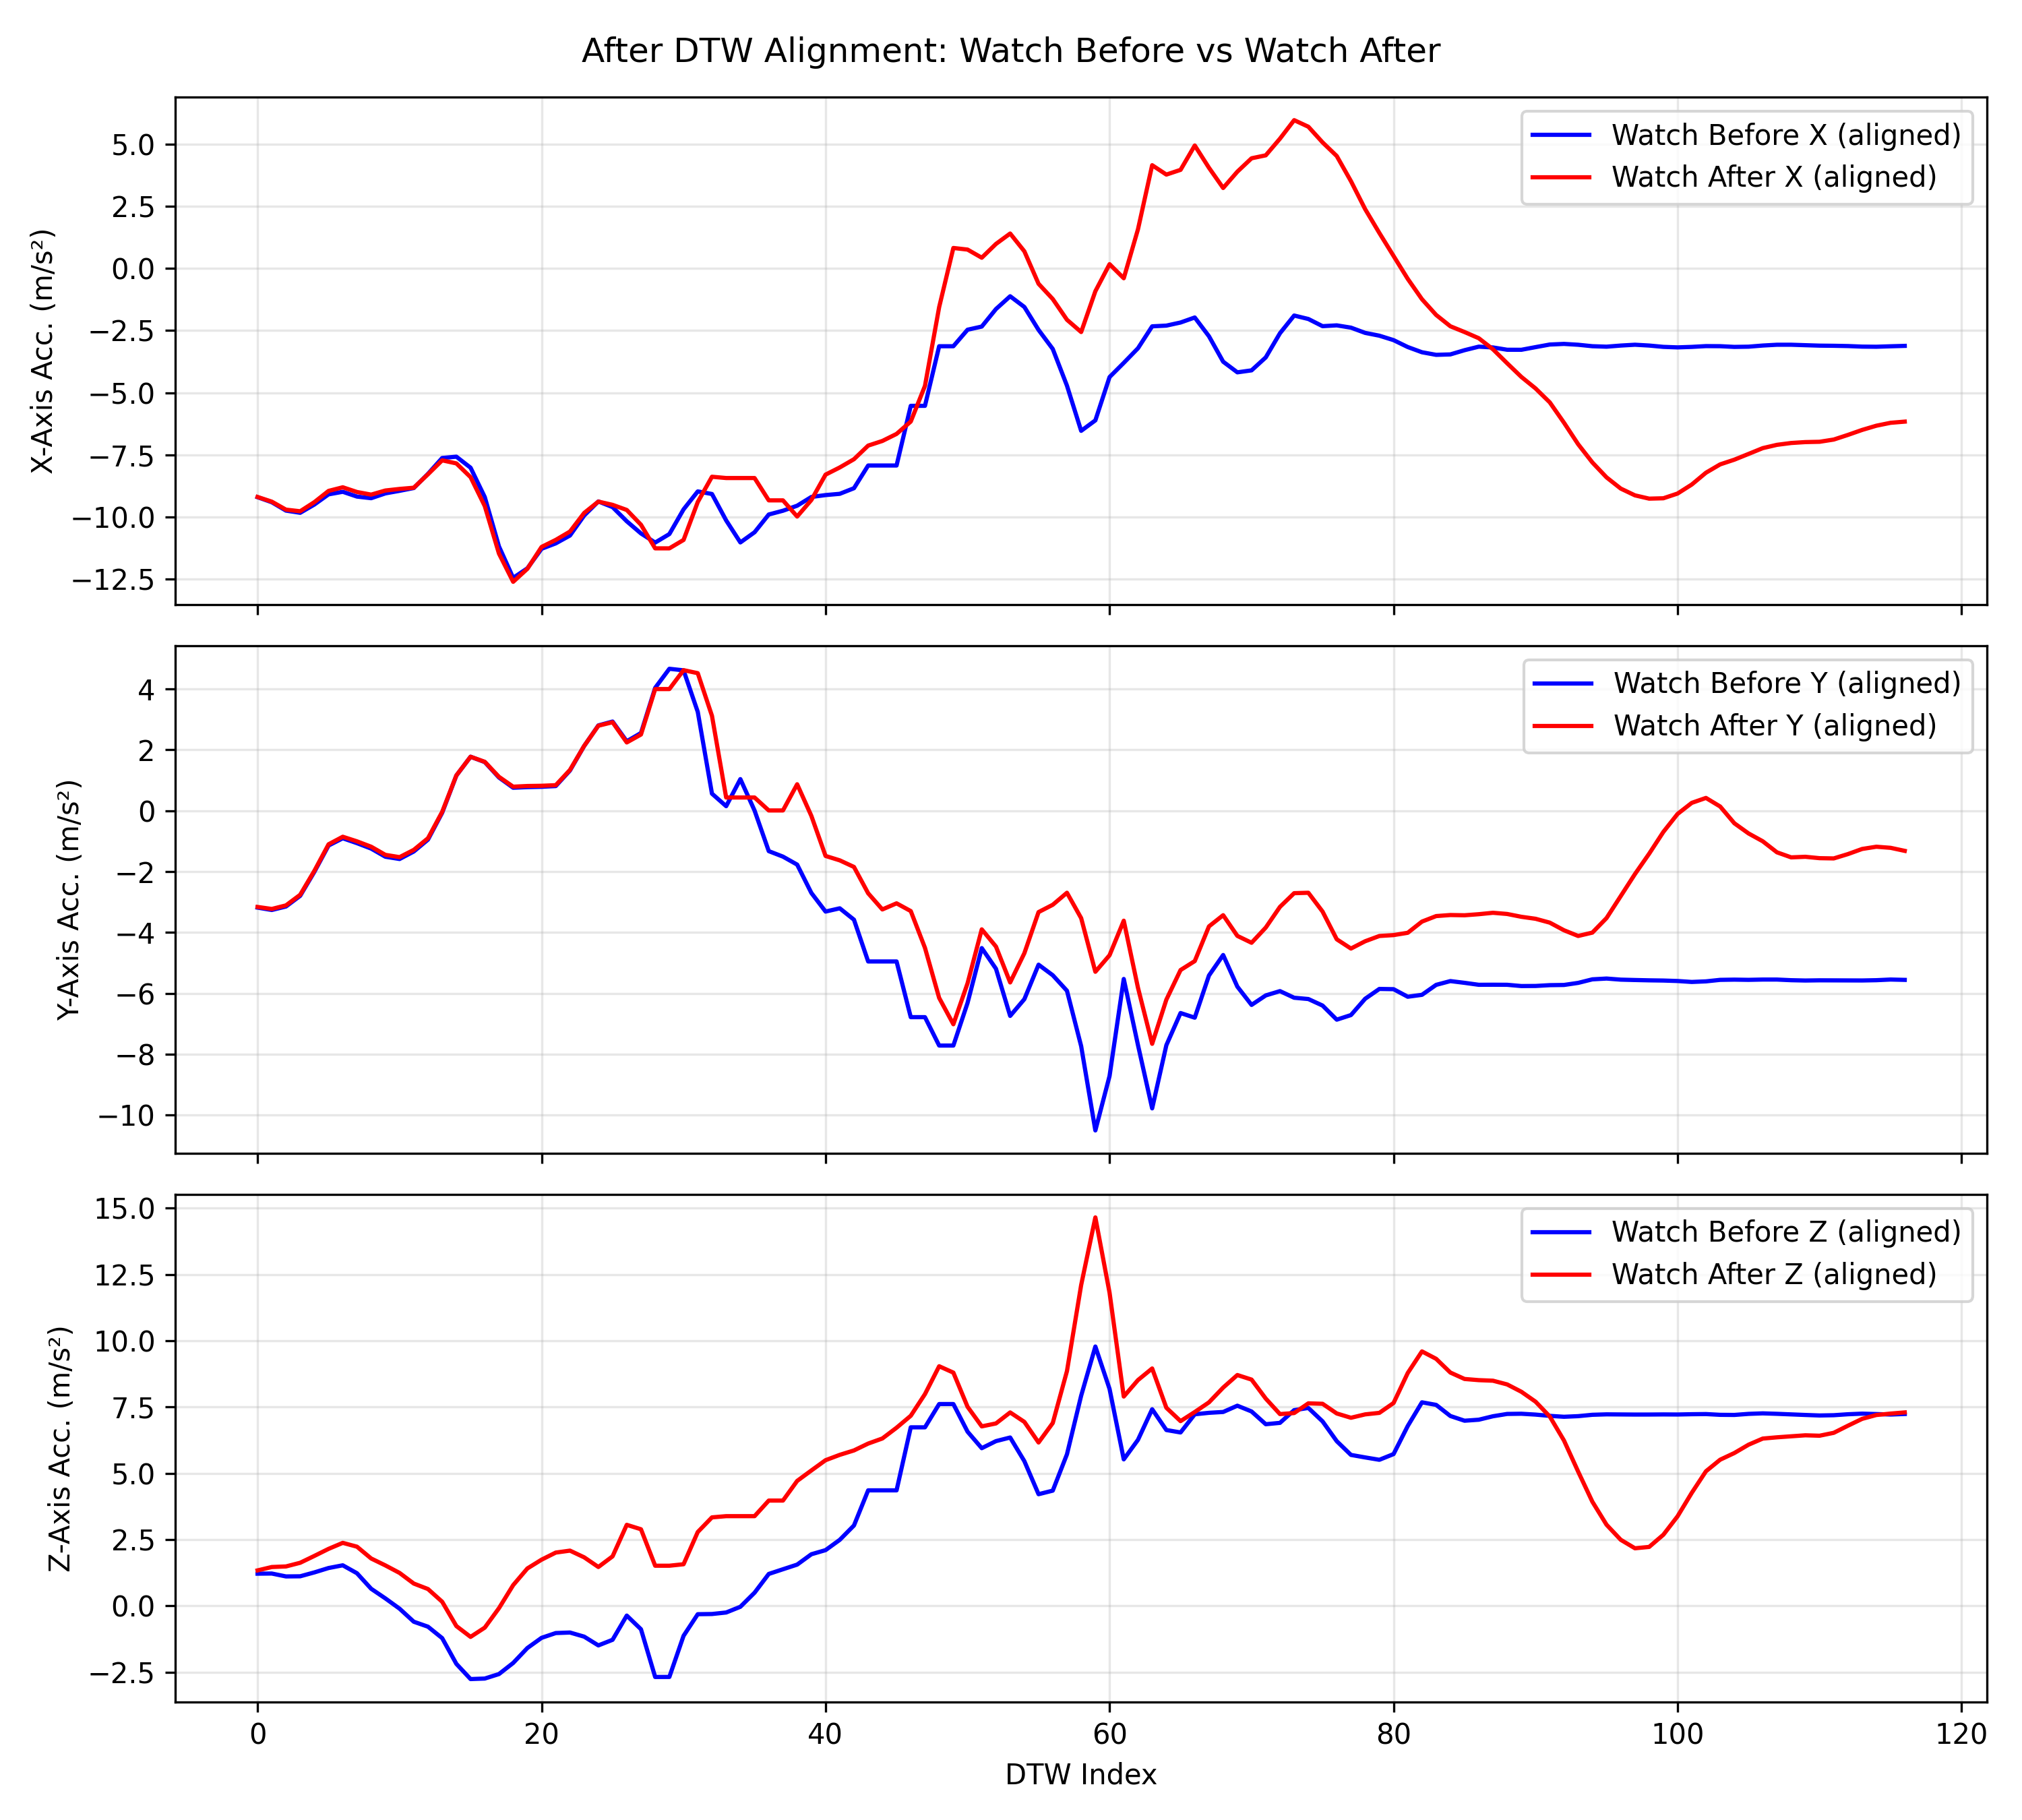 After DTW Alignment: Watch Before vs Watch After
X-Axis Acc. (m/s²)
5.0
2.5
0.0
−2.5
−5.0
−7.5
−10.0
−12.5
Watch Before X (aligned)
Watch After X (aligned)
Y-Axis Acc. (m/s²)
4
2
0
−2
−4
−6
−8
−10
Watch Before Y (aligned)
Watch After Y (aligned)
Z-Axis Acc. (m/s²)
15.0
12.5
10.0
7.5
5.0
2.5
0.0
−2.5
Watch Before Z (aligned)
Watch After Z (aligned)
0 20 40 60 80 100 120
DTW Index